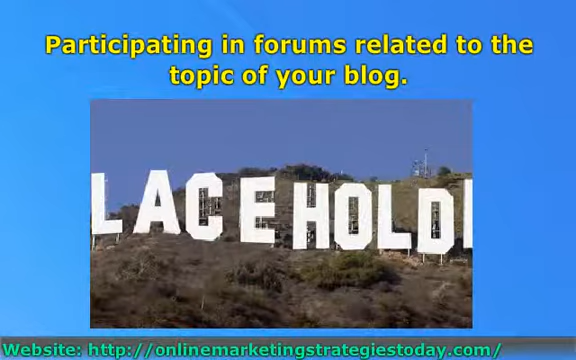 Participating in forums related to the
topic of your blog.
LACEHOLD
Website: http://onlinemarketingstrategiestoday.com/